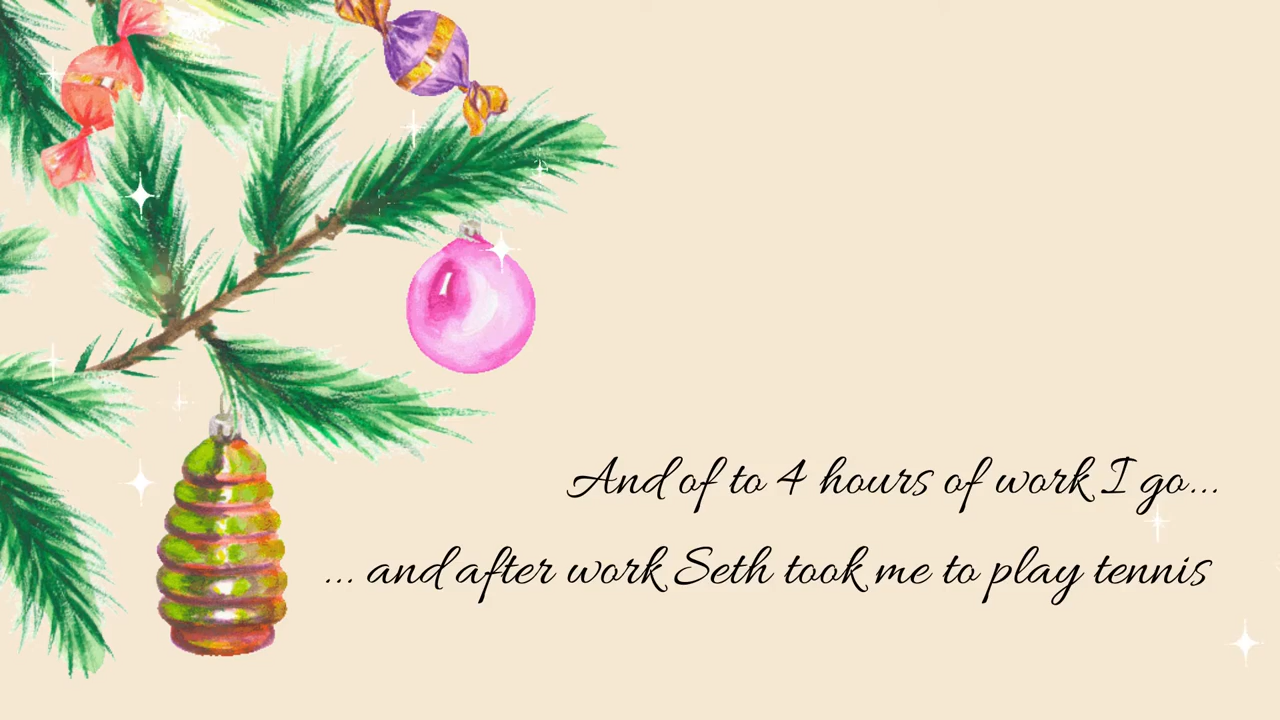 And of to 4 hours of work I go...
... and after work Seth took me to play tennis